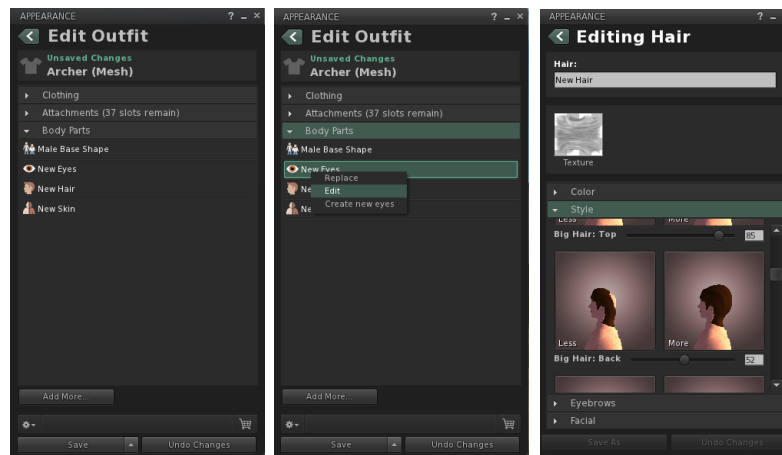 APPEARANCE ? _ ×
Edit Outfit
Unsaved Changes
Archer (Mesh)
Clothing
Attachments (37 slots remain)
Body Parts
Male Base Shape
New Eyes
New Hair
New Skin
Add More...
Save
Undo Changes
APPEARANCE ? _ ×
Edit Outfit
Unsaved Changes
Archer (Mesh)
Clothing
Attachments (37 slots remain)
Body Parts
Male Base Shape
New Eyes
Replace
Edit
Create new eyes
Ne
Ne
Add More...
Save
Undo Changes
APPEARANCE ? _
Editing Hair
Hair:
New Hair
Texture
Color
Style
Less More
Big Hair: Top 85
Less More
Big Hair: Back 52
Eyebrows
Facial
Save As
Undo Changes